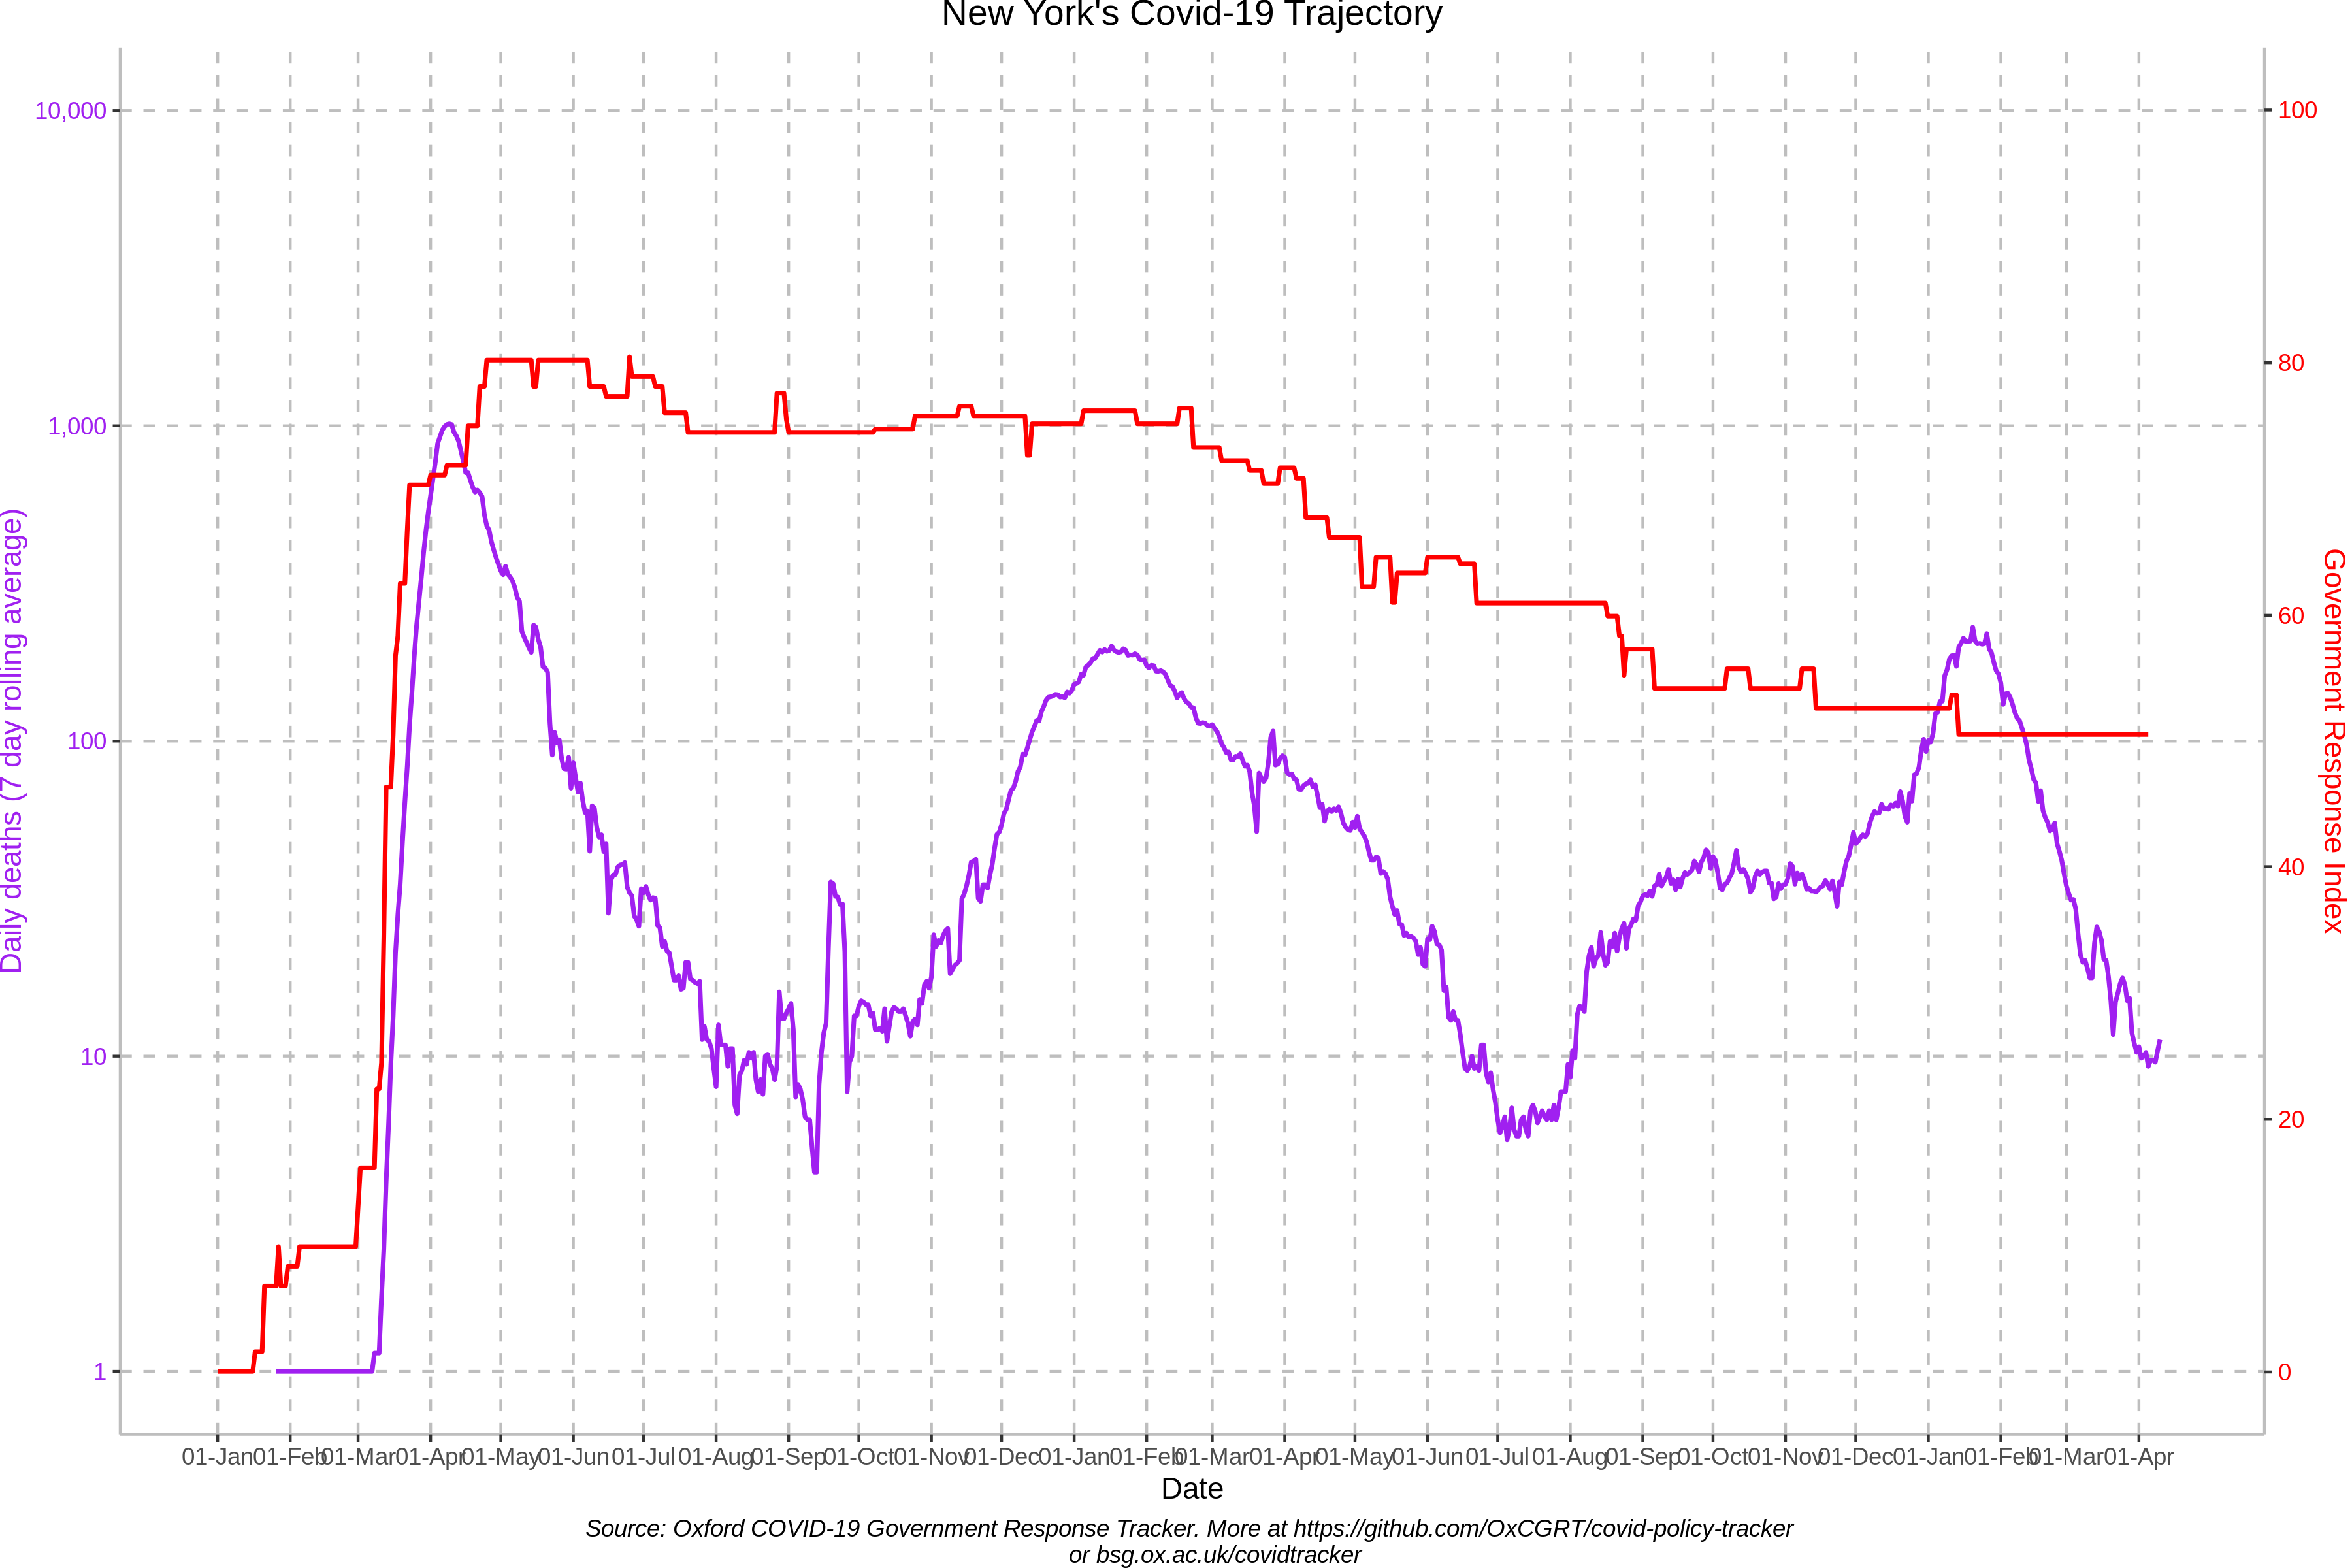 New York's Covid-19 Trajectory
10,000
1,000
100
10
1
Daily deaths (7 day rolling average)
100
80
60
40
20
0
Government Response Index
01-Jan 01-Feb 01-Mar 01-Apr 01-May 01-Jun 01-Jul 01-Aug 01-Sep 01-Oct 01-Nov 01-Dec 01-Jan 01-Feb 01-Mar 01-Apr 01-May 01-Jun 01-Jul 01-Aug 01-Sep 01-Oct 01-Nov 01-Dec 01-Jan 01-Feb 01-Mar 01-Apr
Date
Source: Oxford COVID-19 Government Response Tracker. More at https://github.com/OxCGRT/covid-policy-tracker
or bsg.ox.ac.uk/covidtracker